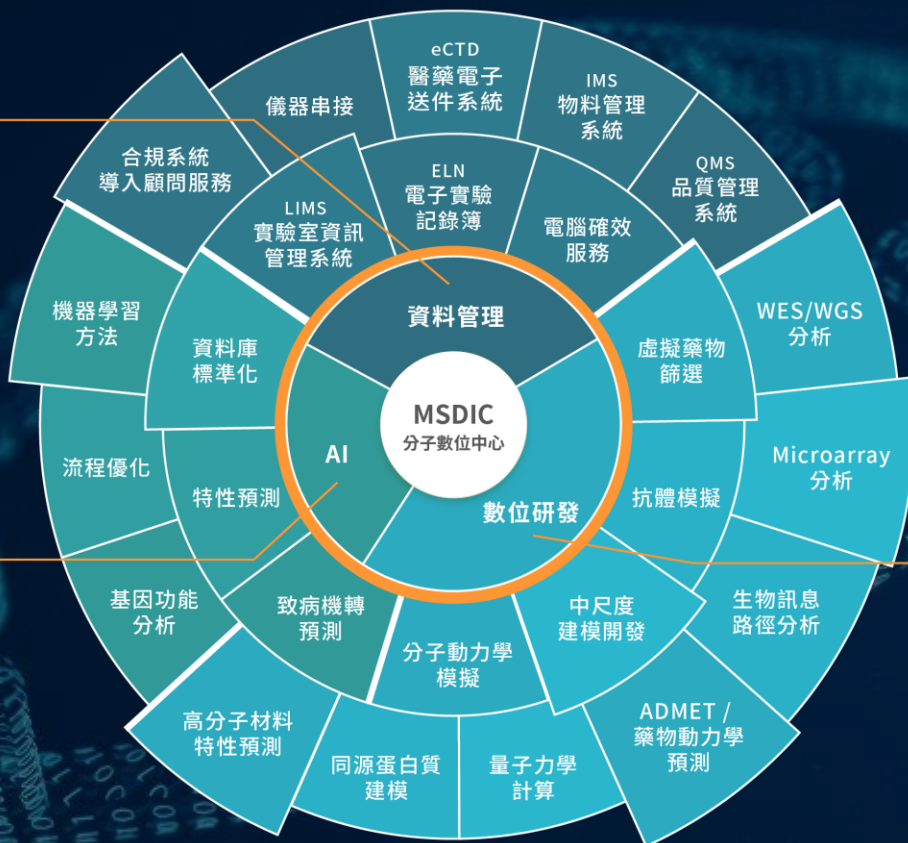 eCTD
醫藥電子
送件系統
IMS
物料管理
系統
儀器串接
QMS
品質管理
系統
合規系統
導入顧問服務
LIMS
實驗室資訊
管理系統
ELN
電子實驗
記錄簿
電腦確效
服務
機器學習
方法
資料庫
標準化
資料管理
虛擬藥物
篩選
WES/WGS
分析
MSDIC
分子數位中心
AI
數位研發
流程優化
特性預測
抗體模擬
Microarray
分析
基因功能
分析
致病機轉
預測
分子動力學
模擬
中尺度
建模開發
生物訊息
路徑分析
高分子材料
特性預測
同源蛋白質
建模
量子力學
計算
ADMET /
藥物動力學
預測